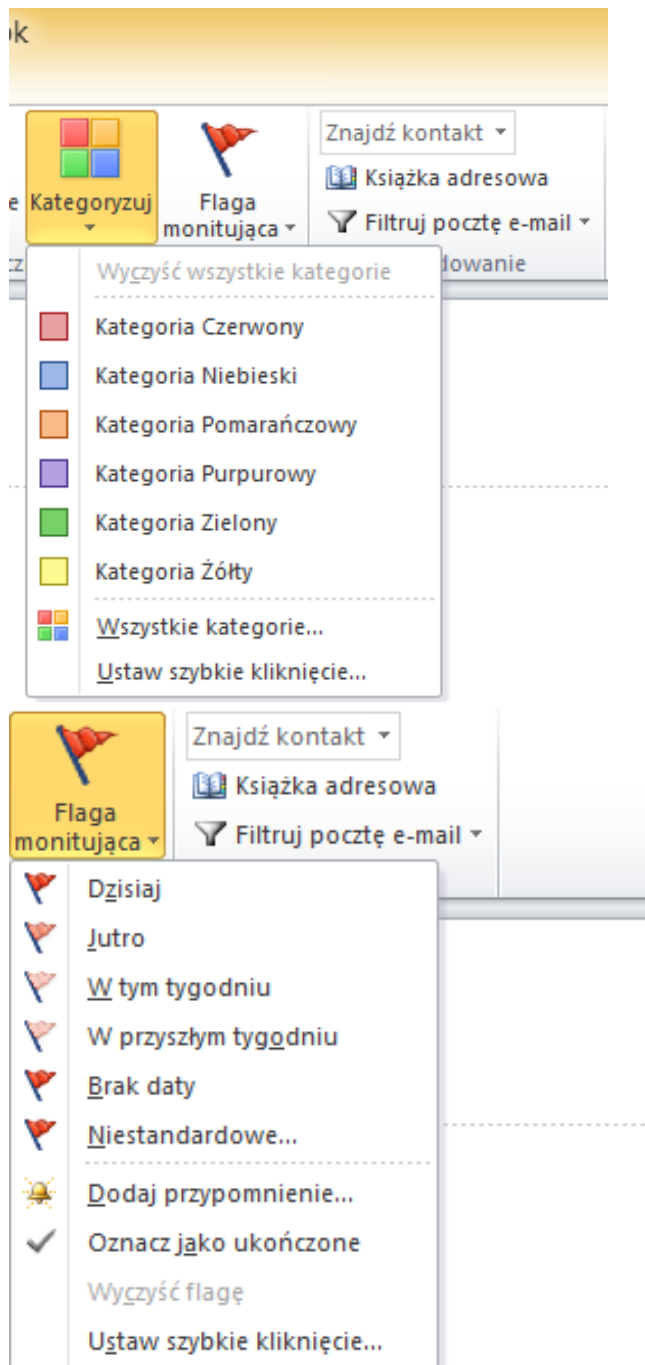 ok
Znajdź kontakt
Książka adresowa
e Kategoryzuj Flaga
monitująca Filtruj pocztę e-mail
cz dowanie
Wyczyść wszystkie kategorie
Kategoria Czerwony
Kategoria Niebieski
Kategoria Pomarańczowy
Kategoria Purpurowy
Kategoria Zielony
Kategoria Żółty
Wszystkie kategorie...
Ustaw szybkie kliknięcie...
Znajdź kontakt
Książka adresowa
Flaga
monitująca Filtruj pocztę e-mail
Dzisiaj
Jutro
W tym tygodniu
W przyszłym tygodniu
Brak daty
Niestandardowe...
Dodaj przypomnienie...
Oznacz jako ukończone
Wyczyść flagę
Ustaw szybkie kliknięcie...